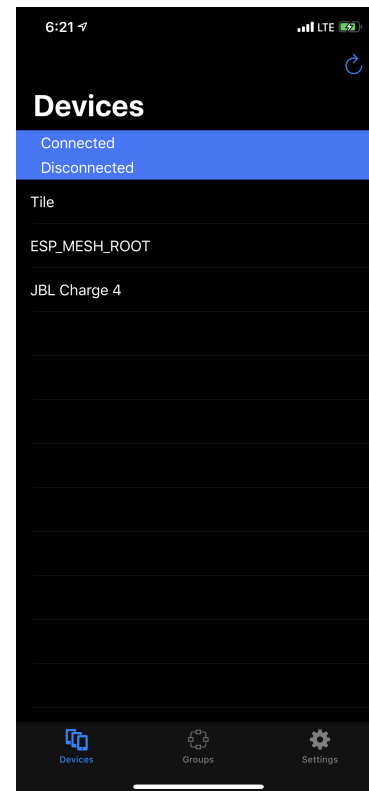 6:21 LTE
Devices
Connected
Disconnected
Tile
ESP_MESH_ROOT
JBL Charge 4
Devices Groups Settings